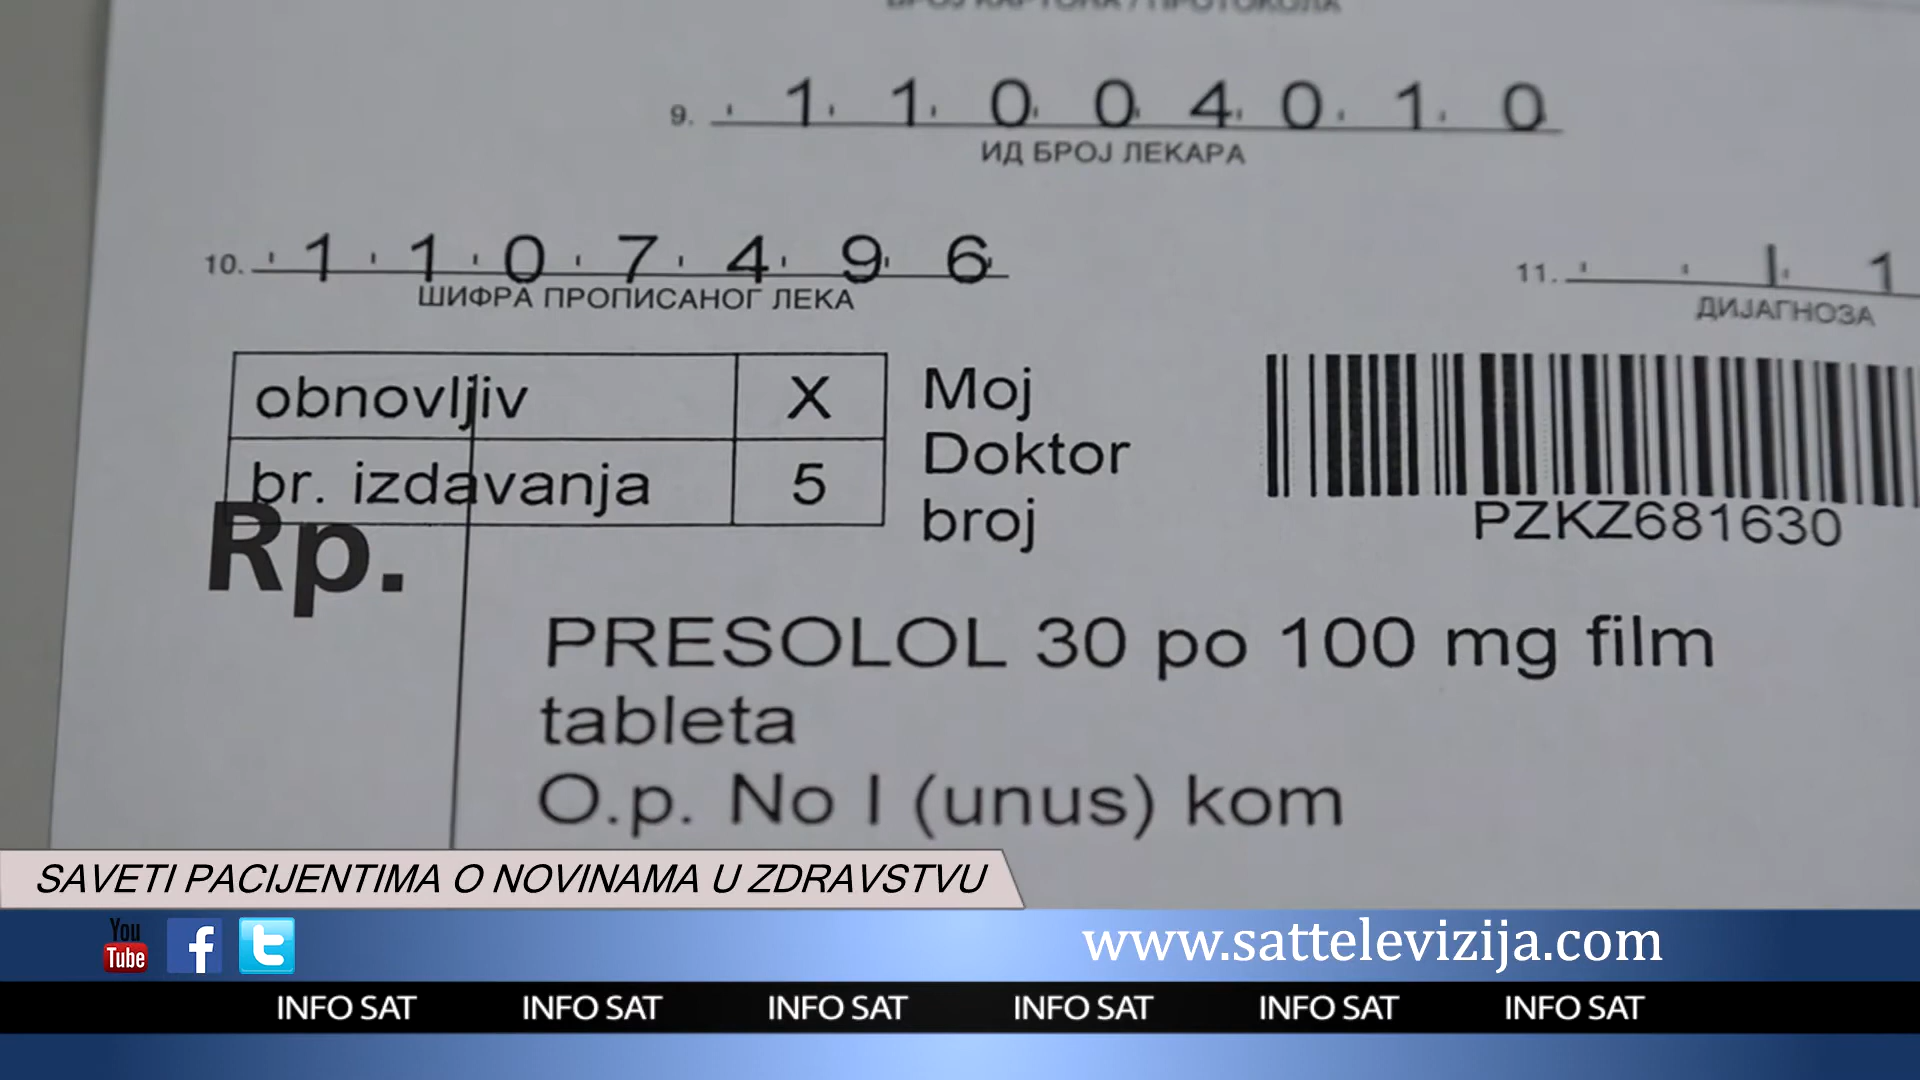 БРОЈ КАРТОНА / ПРОТОКОЛА
9. 1 1 0 0 4 0 1 0
ИД БРОЈ ЛЕКАРА
10. 1 1 0 7 4 9 6
ШИФРА ПРОПИСАНОГ ЛЕКА
11. I 1
ДИЈАГНОЗА
obnovljiv X
br. izdavanja 5
Moj
Doktor
broj
PZKZ681630
Rp.
PRESOLOL 30 po 100 mg film
tableta
O.p. No I (unus) kom
SAVETI PACIJENTIMA O NOVINAMA U ZDRAVSTVU
You Tube f t
www.sattelevizija.com
INFO SAT INFO SAT INFO SAT INFO SAT INFO SAT INFO SAT